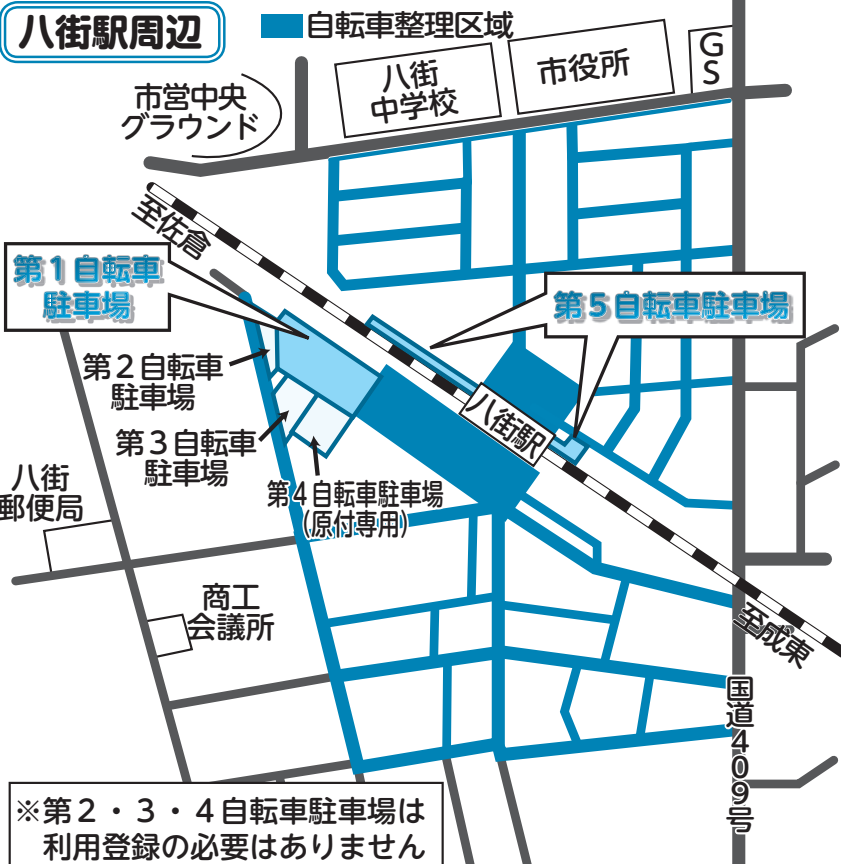 八街駅周辺
自転車整理区域
八街
中学校
市役所
GS
市営中央
グラウンド
至佐倉
第1自転車
駐車場
第5自転車駐車場
第2自転車
駐車場
第3自転車
駐車場
八街駅
八街
郵便局
第4自転車駐車場
(原付専用)
商工
会議所
至成東
国道409号
※第2・3・4自転車駐車場は
利用登録の必要はありません